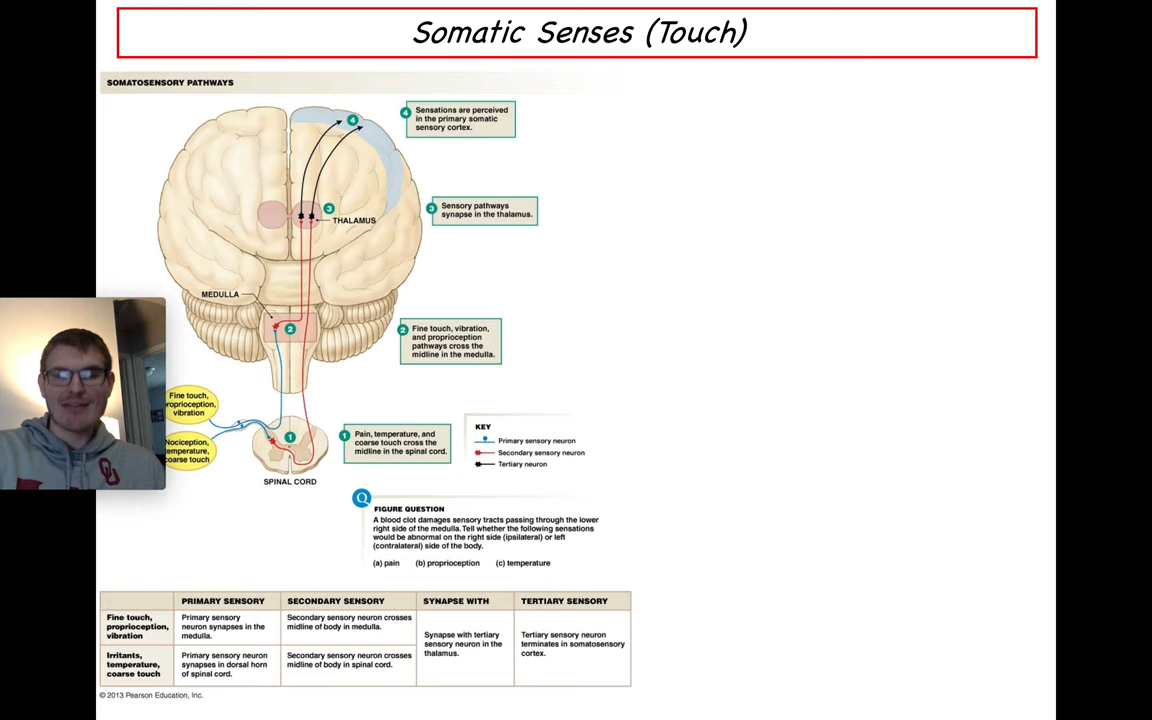 Somatic Senses (Touch)
SOMATOSENSORY PATHWAYS
4
Sensations are perceived
in the primary somatic
sensory cortex.
4
3
THALAMUS
3
Sensory pathways
synapse in the thalamus.
MEDULLA
2
2
Fine touch, vibration,
and proprioception
pathways cross the
midline in the medulla.
Fine touch,
roprioception,
vibration
Nociception,
temperature,
coarse touch
1
SPINAL CORD
1
Pain, temperature, and
coarse touch cross the
midline in the spinal cord.
KEY
Primary sensory neuron
Secondary sensory neuron
Tertiary neuron
Q
FIGURE QUESTION
A blood clot damages sensory tracts passing through the lower
right side of the medulla. Tell whether the following sensations
would be abnormal on the right side (ipsilateral) or left
(contralateral) side of the body.
(a) pain (b) proprioception (c) temperature
PRIMARY SENSORY SECONDARY SENSORY SYNAPSE WITH TERTIARY SENSORY
Fine touch,
proprioception,
vibration
Primary sensory
neuron synapses in the
medulla.
Secondary sensory neuron crosses
midline of body in medulla.
Synapse with tertiary
sensory neuron in the
thalamus.
Tertiary sensory neuron
terminates in somatosensory
cortex.
Irritants,
temperature,
coarse touch
Primary sensory neuron
synapses in dorsal horn
of spinal cord.
Secondary sensory neuron crosses
midline of body in spinal cord.
© 2013 Pearson Education, Inc.
OU